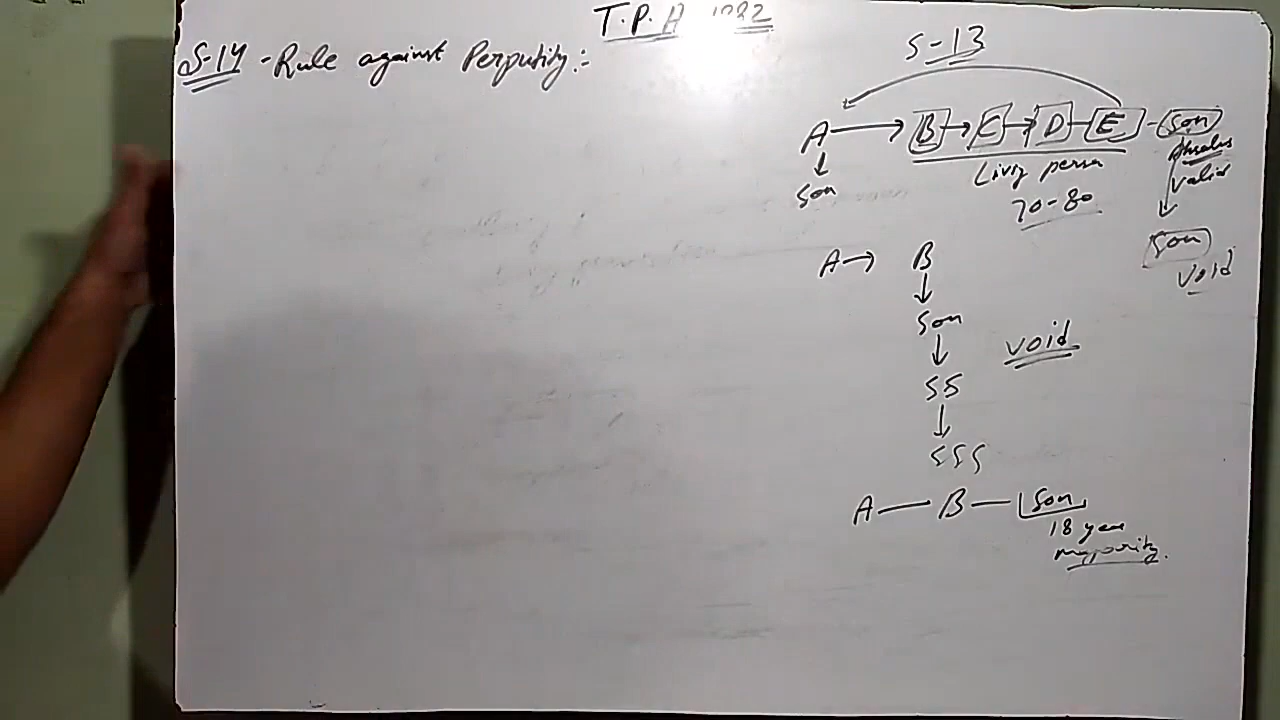 T.P.A 1882
S-14 - Rule against Perputity :-
S-13
A → B → C → D - E - Son
Living person
70-80
Son
valid
Son
void
A → B
Son
SS
SSS
void
A — B — Son
18 year
majority.